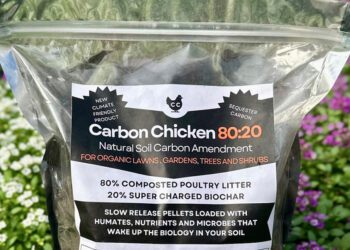 NEW
CLIMATE
FRIENDLY
PRODUCT
CC
SEQUESTER
CARBON
Carbon Chicken 80:20
Natural Soil Carbon Amendment
FOR ORGANIC LAWNS, GARDENS, TREES AND SHRUBS
80% COMPOSTED POULTRY LITTER
20% SUPER CHARGED BIOCHAR
SLOW RELEASE PELLETS LOADED WITH
HUMATES, NUTRIENTS AND MICROBES THAT
WAKE UP THE BIOLOGY IN YOUR SOIL